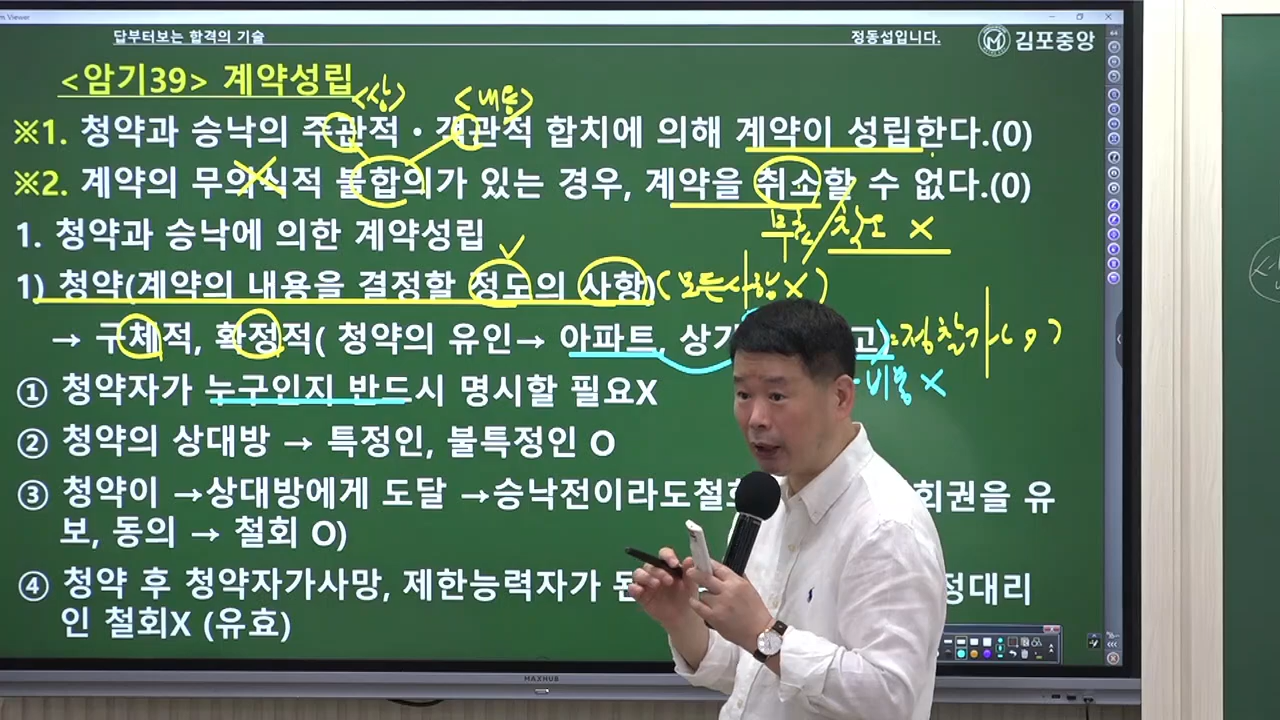 답부터보는 합격의 기술 정동섭입니다. 김포중앙
<암기39> 계약성립
<상> <내용>
※1. 청약과 승낙의 주관적·객관적 합치에 의해 계약이 성립한다.(O)
※2. 계약의 무의식적 불합의가 있는 경우, 계약을 취소할 수 없다.(O)
착오 X
1. 청약과 승낙에 의한 계약성립
1) 청약(계약의 내용을 결정할 정도의 사항) (모든사항X)
→ 구체적, 확정적( 청약의 유인→ 아파트, 상가 고) 정찰가
비용 X
① 청약자가 누구인지 반드시 명시할 필요X
② 청약의 상대방 → 특정인, 불특정인 O
③ 청약이 →상대방에게 도달 →승낙전이라도철회 회권을 유
보, 동의 → 철회 O)
④ 청약 후 청약자가사망, 제한능력자가 된 정대리
인 철회X (유효)
MAXHUB